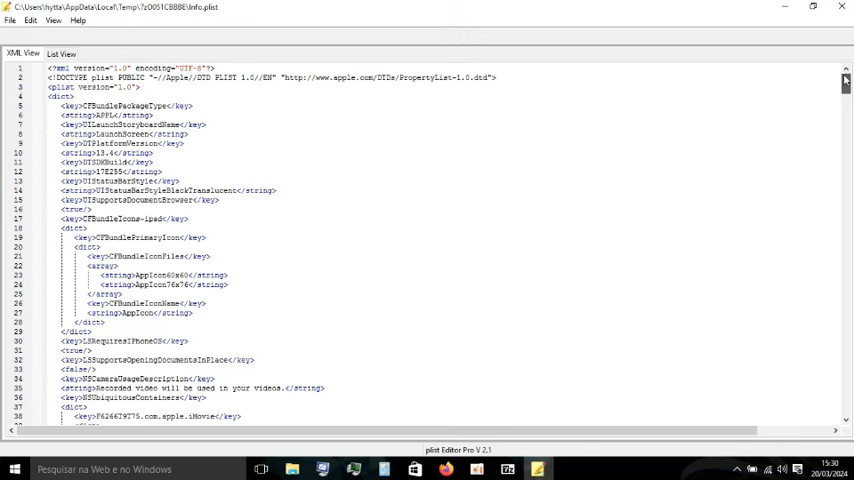 C:\Users\hytta\AppData\Local\Temp\7zO051CBBBE\Info.plist
File Edit View Help
XML View List View
1 <?xml version="1.0" encoding="UTF-8"?>
2 <!DOCTYPE plist PUBLIC "-//Apple//DTD PLIST 1.0//EN" "http://www.apple.com/DTDs/PropertyList-1.0.dtd">
3 <plist version="1.0">
4 <dict>
5 <key>CFBundlePackageType</key>
6 <string>APPL</string>
7 <key>UILaunchStoryboardName</key>
8 <string>LaunchScreen</string>
9 <key>DTPlatformVersion</key>
10 <string>13.4</string>
11 <key>DTSDKBuild</key>
12 <string>17E255</string>
13 <key>UIStatusBarStyle</key>
14 <string>UIStatusBarStyleBlackTranslucent</string>
15 <key>UISupportsDocumentBrowser</key>
16 <true/>
17 <key>CFBundleIcons~ipad</key>
18 <dict>
19 <key>CFBundlePrimaryIcon</key>
20 <dict>
21 <key>CFBundleIconFiles</key>
22 <array>
23 <string>AppIcon60x60</string>
24 <string>AppIcon76x76</string>
25 </array>
26 <key>CFBundleIconName</key>
27 <string>AppIcon</string>
28 </dict>
29 </dict>
30 <key>LSRequiresIPhoneOS</key>
31 <true/>
32 <key>LSSupportsOpeningDocumentsInPlace</key>
33 <false/>
34 <key>NSCameraUsageDescription</key>
35 <string>Recorded video will be used in your videos.</string>
36 <key>NSUbiquitousContainers</key>
37 <dict>
38 <key>F6266T9T75.com.apple.iMovie</key>
<dict>
plist Editor Pro V 2.1
Pesquisar na Web e no Windows
7z
15:30
20/03/2024